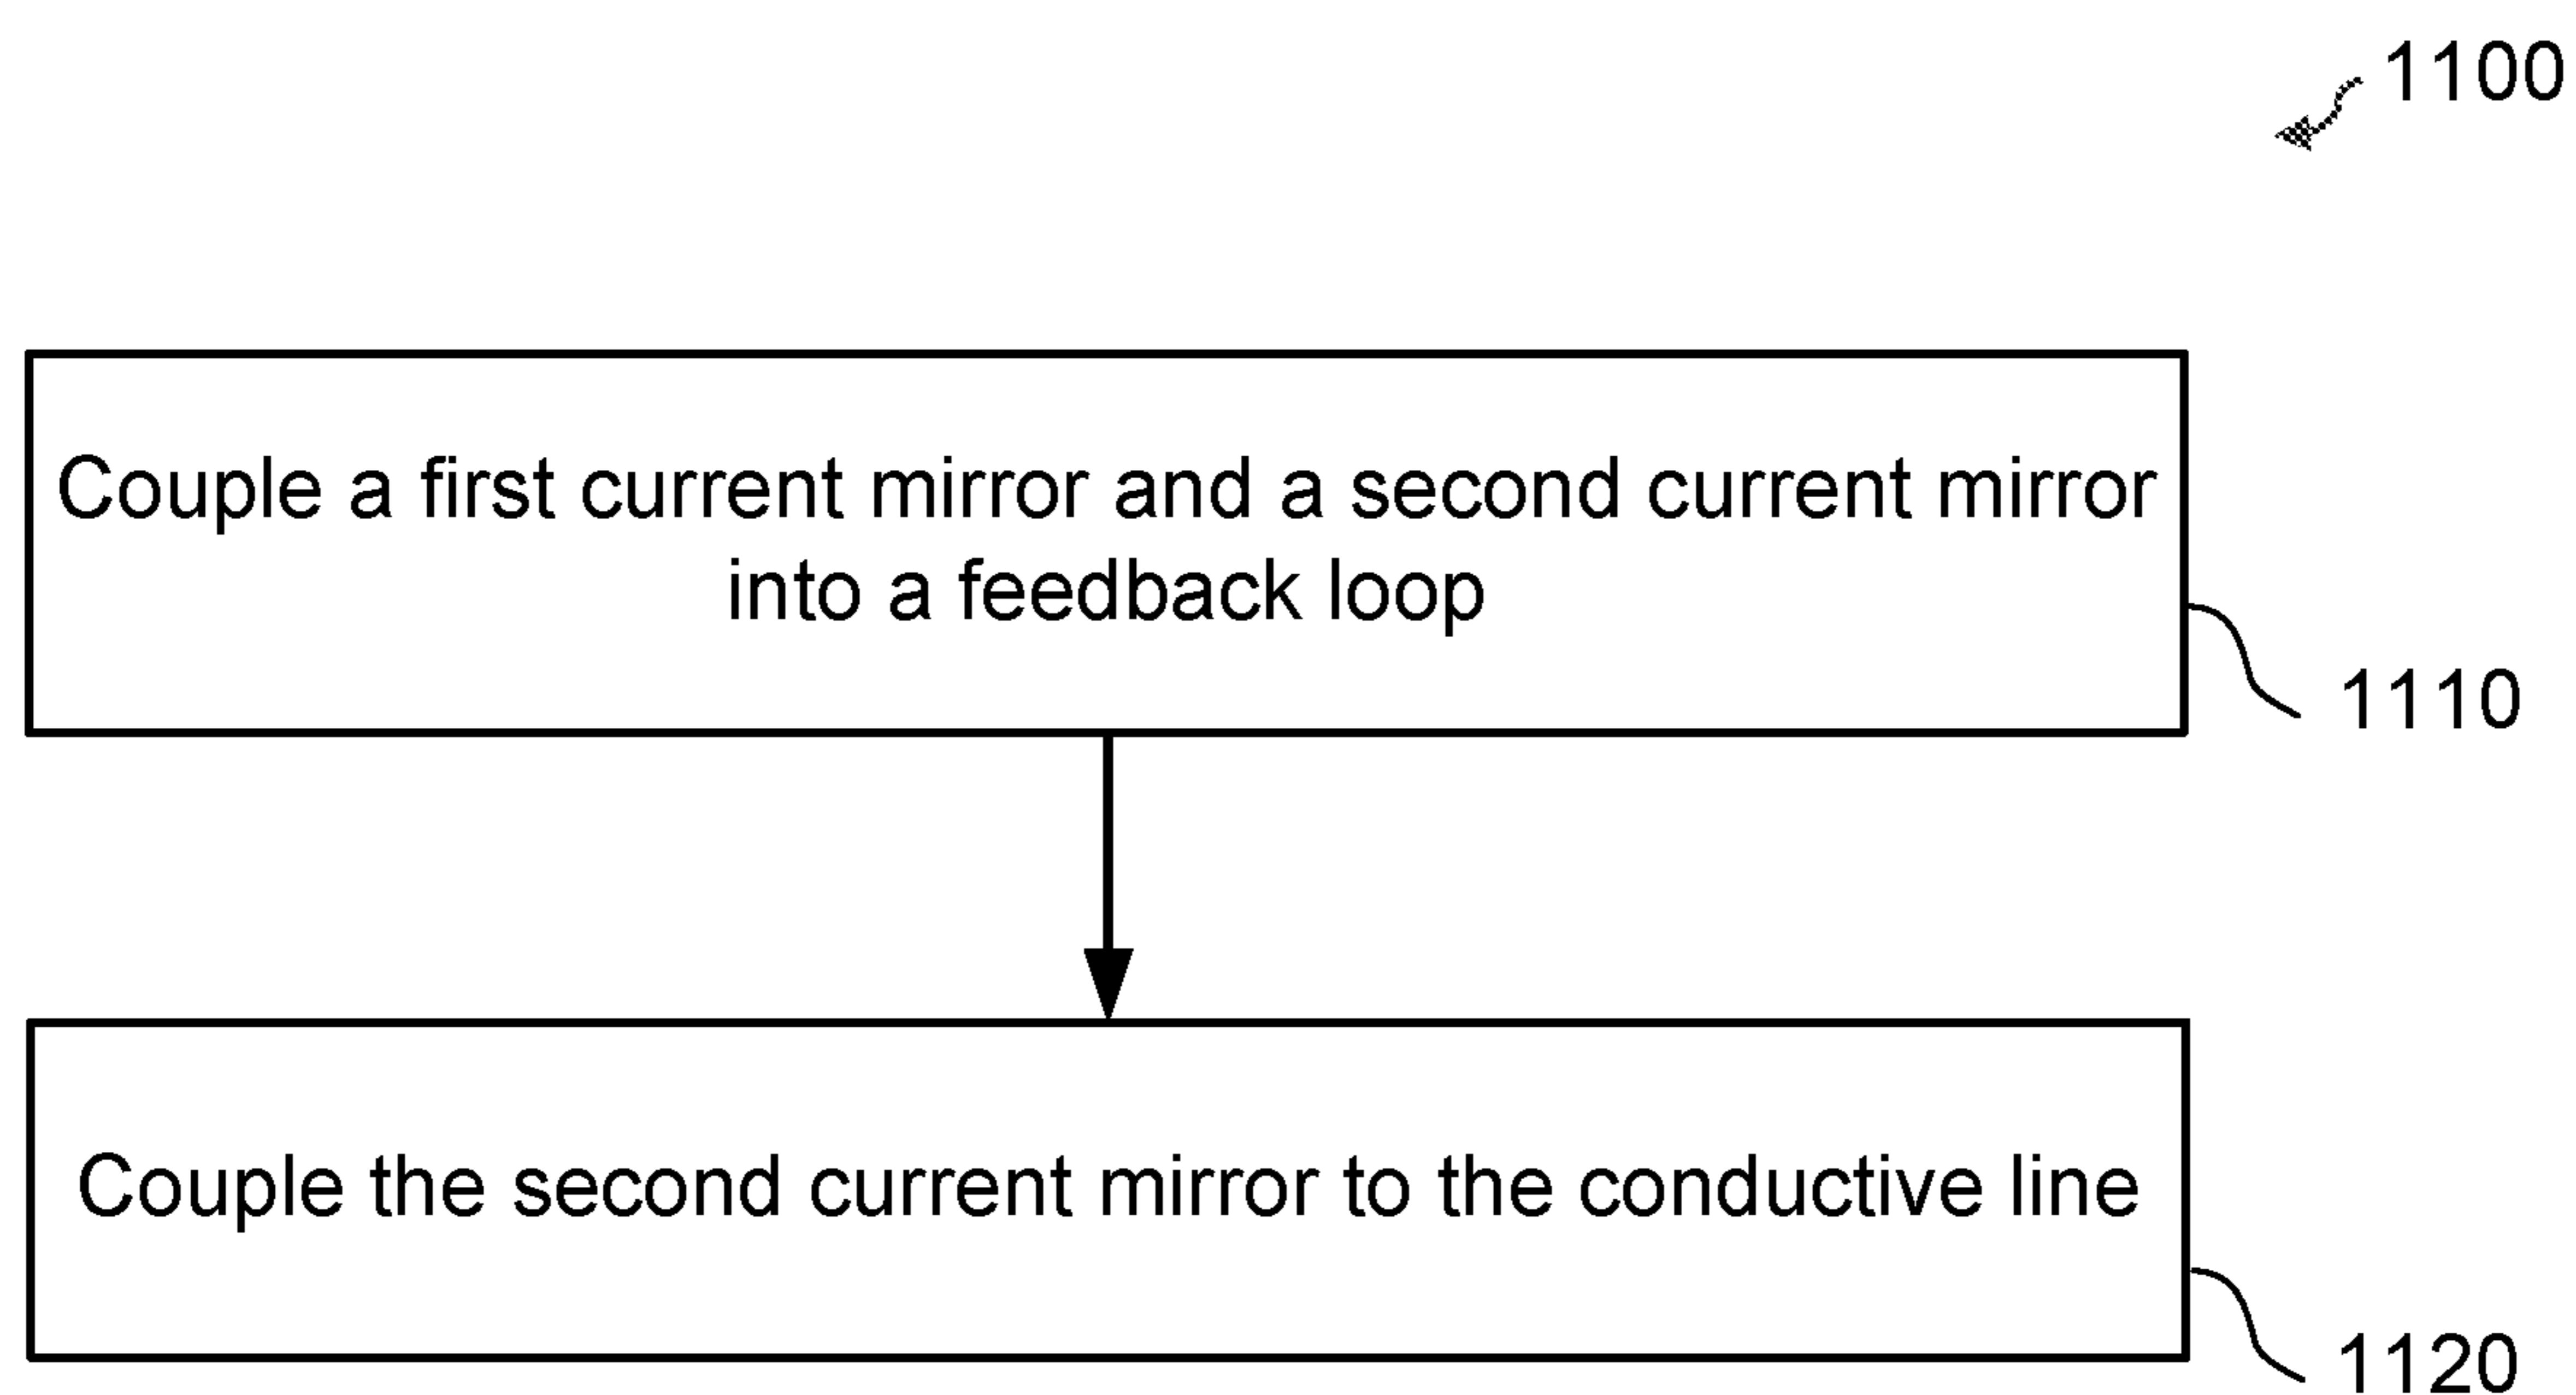 1100
Couple a first current mirror and a second current mirror
into a feedback loop
1110
Couple the second current mirror to the conductive line
1120